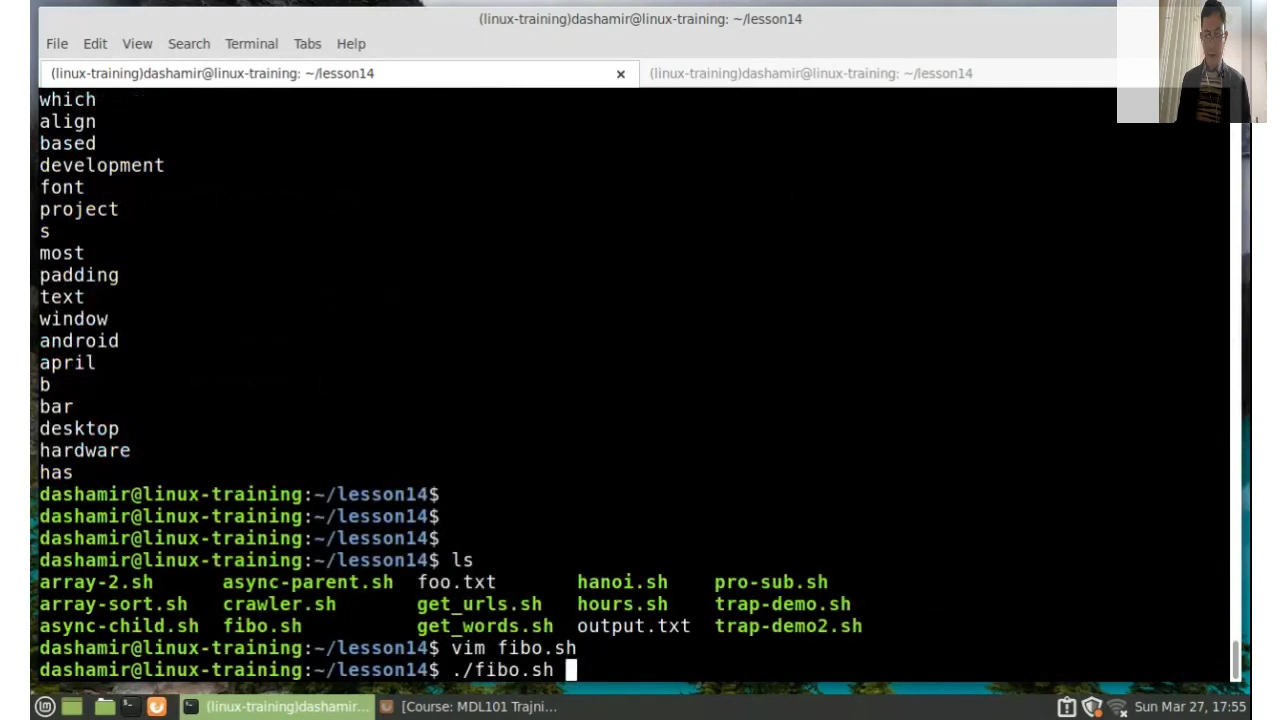 (linux-training)dashamir@linux-training: ~/lesson14
File Edit View Search Terminal Tabs Help
(linux-training)dashamir@linux-training: ~/lesson14 × (linux-training)dashamir@linux-training: ~/lesson14
which
align
based
development
font
project
s
most
padding
text
window
android
april
b
bar
desktop
hardware
has
dashamir@linux-training:~/lesson14$
dashamir@linux-training:~/lesson14$
dashamir@linux-training:~/lesson14$
dashamir@linux-training:~/lesson14$ ls
array-2.sh async-parent.sh foo.txt hanoi.sh pro-sub.sh
array-sort.sh crawler.sh get_urls.sh hours.sh trap-demo.sh
async-child.sh fibo.sh get_words.sh output.txt trap-demo2.sh
dashamir@linux-training:~/lesson14$ vim fibo.sh
dashamir@linux-training:~/lesson14$ ./fibo.sh
(linux-training)dashamir... [Course: MDL101 Trajni... Sun Mar 27, 17:55